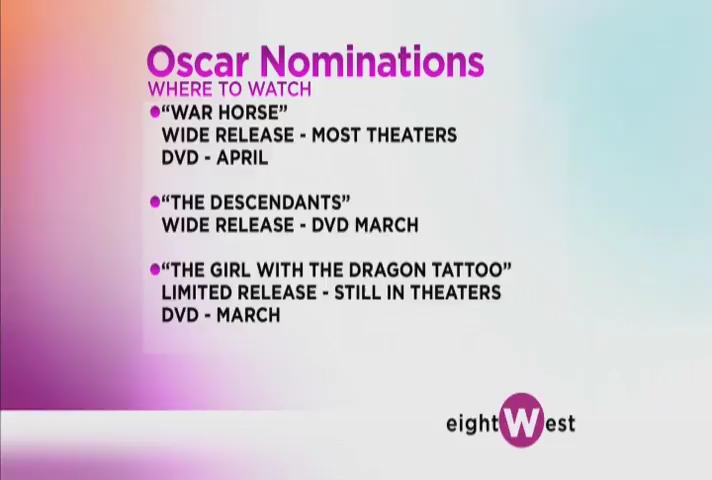 Oscar Nominations
WHERE TO WATCH
•“WAR HORSE”
WIDE RELEASE - MOST THEATERS
DVD - APRIL
•“THE DESCENDANTS”
WIDE RELEASE - DVD MARCH
•“THE GIRL WITH THE DRAGON TATTOO”
LIMITED RELEASE - STILL IN THEATERS
DVD - MARCH
eightWest